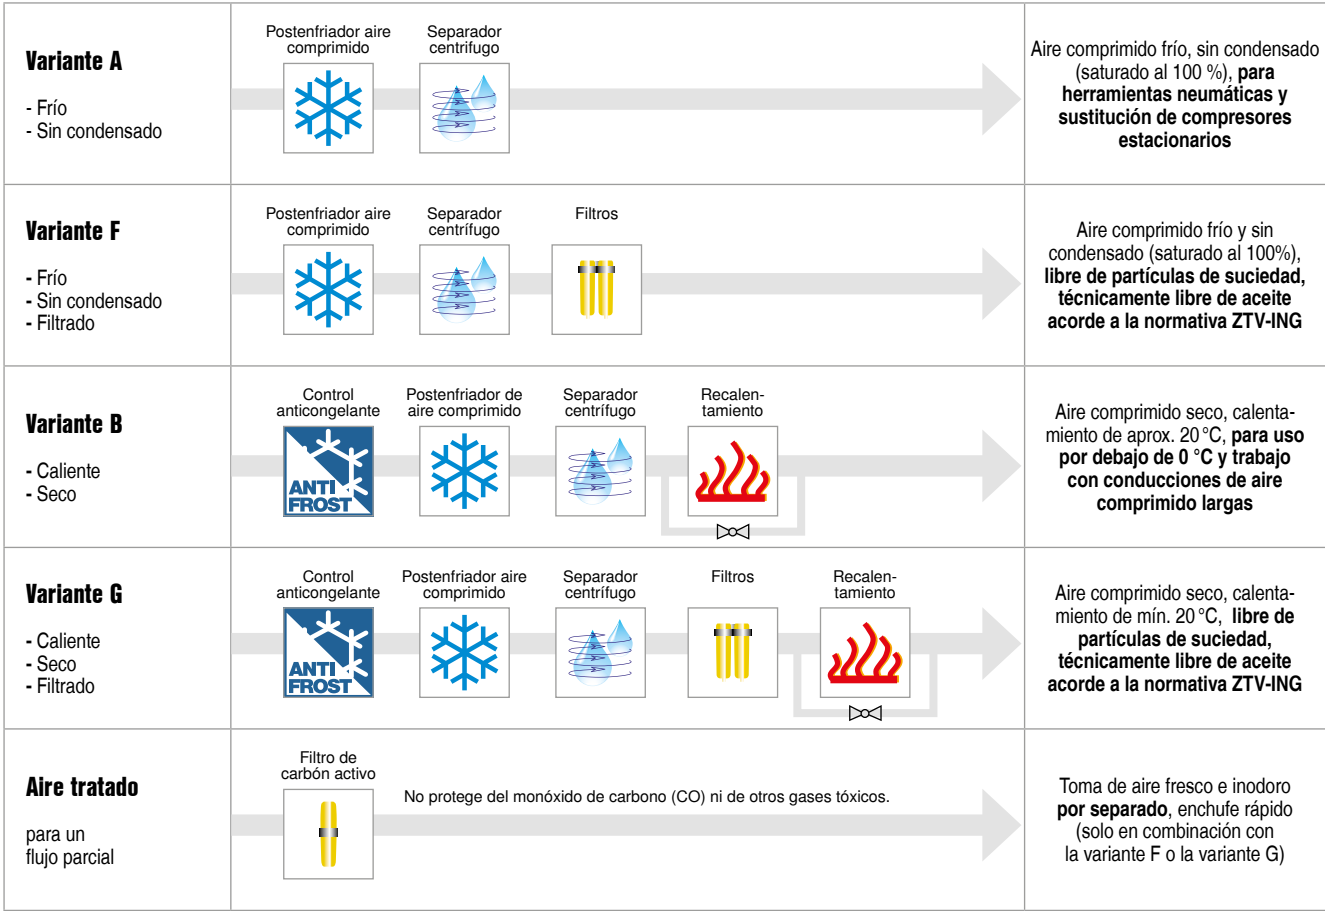 Variante A
- Frío
- Sin condensado
Postenfriador aire
comprimido
Separador
centrifugo
Aire comprimido frío, sin condensado
(saturado al 100 %), para
herramientas neumáticas y
sustitución de compresores
estacionarios
Variante F
- Frío
- Sin condensado
- Filtrado
Postenfriador aire
comprimido
Separador
centrífugo
Filtros
Aire comprimido frío y sin
condensado (saturado al 100%),
libre de partículas de suciedad,
técnicamente libre de aceite
acorde a la normativa ZTV-ING
Variante B
- Caliente
- Seco
Control
anticongelante
ANTI
FROST
Postenfriador de
aire comprimido
Separador
centrífugo
Recalen-
tamiento
Aire comprimido seco, calenta-
miento de aprox. 20 °C, para uso
por debajo de 0 °C y trabajo
con conducciones de aire
comprimido largas
Variante G
- Caliente
- Seco
- Filtrado
Control
anticongelante
ANTI
FROST
Postenfriador aire
comprimido
Separador
centrífugo
Filtros
Recalen-
tamiento
Aire comprimido seco, calenta-
miento de mín. 20 °C, libre de
partículas de suciedad,
técnicamente libre de aceite
acorde a la normativa ZTV-ING
Aire tratado
para un
flujo parcial
Filtro de
carbón activo
No protege del monóxido de carbono (CO) ni de otros gases tóxicos.
Toma de aire fresco e inodoro
por separado, enchufe rápido
(solo en combinación con
la variante F o la variante G)